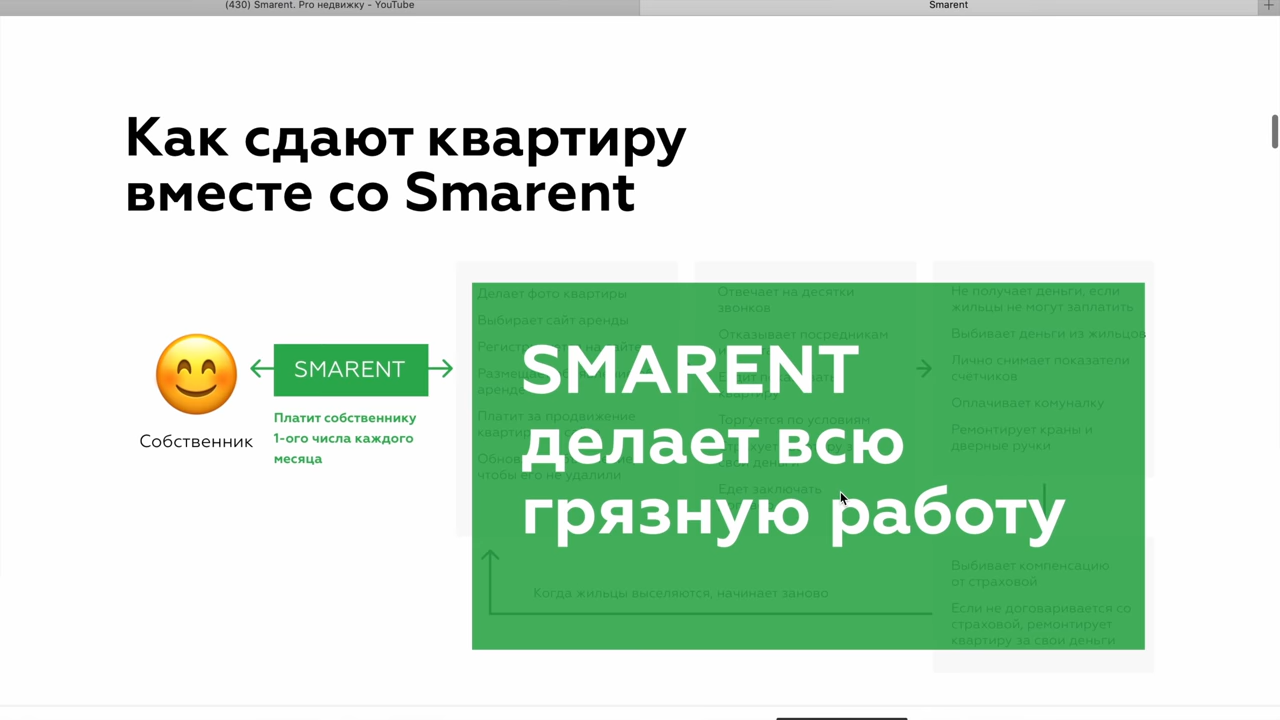 (430) Smarent. Pro недвижку - YouTube
Smarent
Как сдают квартиру
вместе со Smarent
Собственник
SMARENT
Платит собственнику
1-ого числа каждого
месяца
SMARENT
делает всю
грязную работу
Делает фото квартиры
Выбирает сайт аренды
Платит за продвижение
чтобы его не удалили
Отвечает на десятки
звонков
Отказывает посредникам
Торгуется по условиям
Едет заключать
Не получает деньги, если
жильцы не могут заплатить
Выбивает деньги из жильцов
Лично снимает показатели
счетчиков
Оплачивает комуналку
Ремонтирует краны и
дверные ручки
Выбивает компенсацию
от страховой
Если не договаривается со
страховой, ремонтирует
квартиру за свои деньги
Когда жильцы выселяются, начинает заново